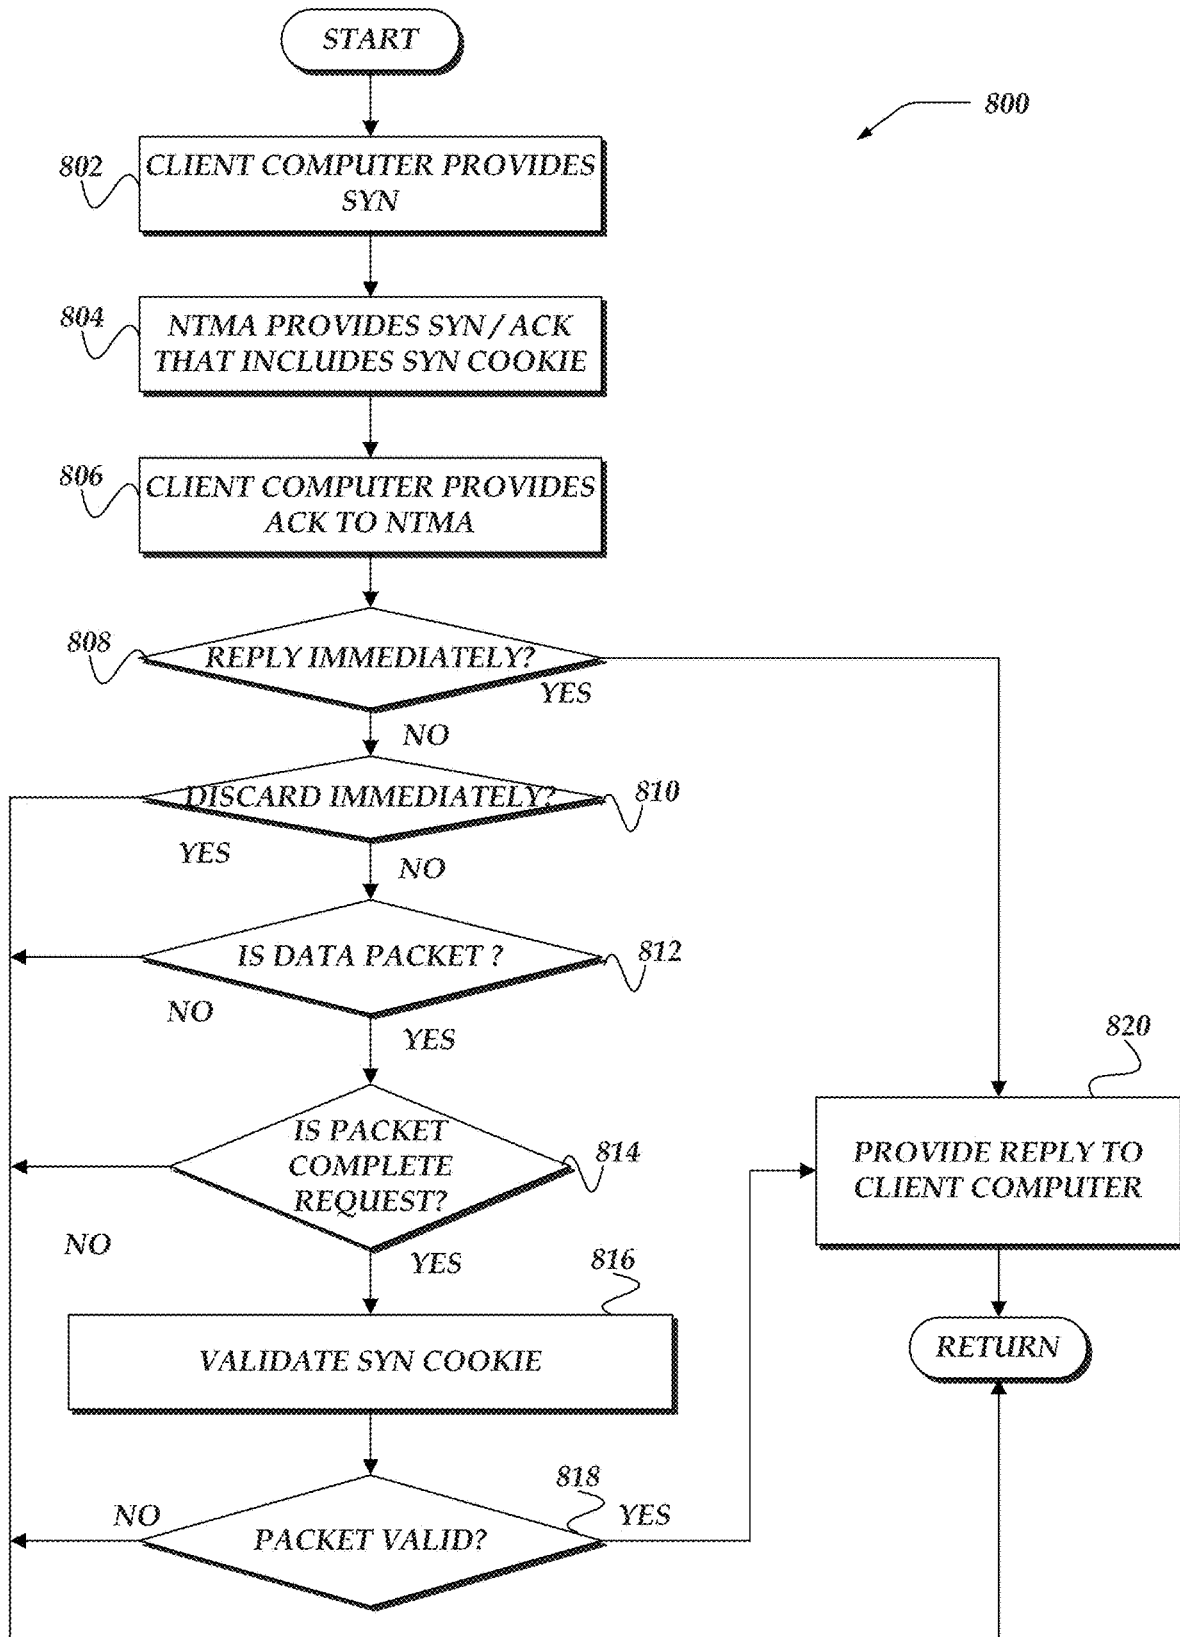 START
800
802
CLIENT COMPUTER PROVIDES
SYN
804
NTMA PROVIDES SYN / ACK
THAT INCLUDES SYN COOKIE
806
CLIENT COMPUTER PROVIDES
ACK TO NTMA
808
REPLY IMMEDIATELY?
YES
NO
DISCARD IMMEDIATELY?
810
YES
NO
IS DATA PACKET ?
812
NO
YES
IS PACKET
COMPLETE
REQUEST?
814
NO
YES
816
VALIDATE SYN COOKIE
818
NO
PACKET VALID?
YES
820
PROVIDE REPLY TO
CLIENT COMPUTER
RETURN